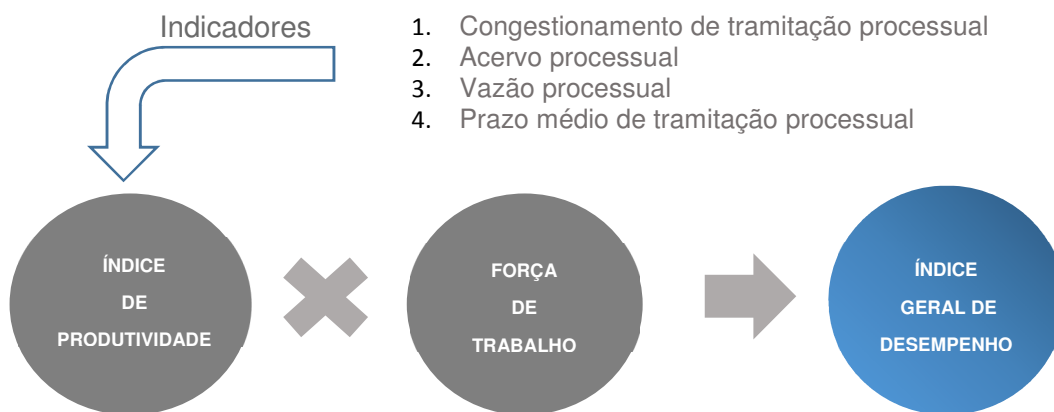 Indicadores
1. Congestionamento de tramitação processual
2. Acervo processual
3. Vazão processual
4. Prazo médio de tramitação processual
ÍNDICE
DE
PRODUTIVIDADE
FORÇA
DE
TRABALHO
ÍNDICE
GERAL DE
DESEMPENHO